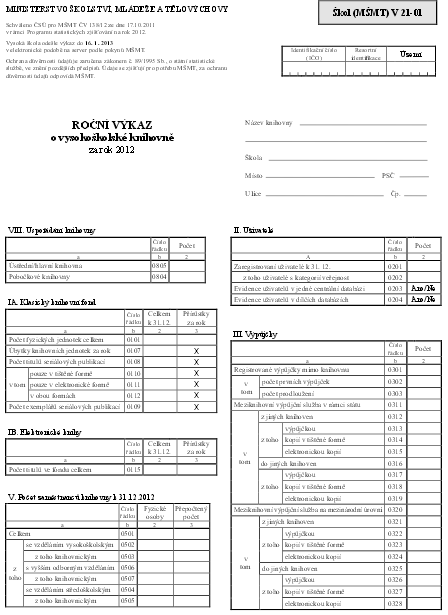 MINISTERSTVO ŠKOLSTVÍ, MLÁDEŽE A TĚLOVÝCHOVY
Škol (MŠMT) V 21-01
Schváleno ČSÚ pro MŠMT ČV 138/12 ze dne 17.10.2011
v rámci Programu statistických zjišťování na rok 2012.
Vysoká škola odešle výkaz do 16. 1. 2013
v elektronické podobě na server podle pokynů MŠMT.
Ochrana důvěrnosti údajů je zaručena zákonem č. 89/1995 Sb., o státní statistické
službě, ve znění pozdějších předpisů. Údaje se zjišťují pro potřebu MŠMT, za ochranu
důvěrnosti údajů odpovídá MŠMT.
Identifikační číslo (IČO) Resortní identifikace Území
ROČNÍ VÝKAZ
o vysokoškolské knihovně
za rok 2012
Název knihovny
Škola
Místo PSČ
Ulice Čp.
VIII. Uspořádání knihovny
Číslo řádku Počet
a b 2
Ústřední/hlavní knihovna 0805
Pobočkové knihovny 0804
IA. Klasický knihovní fond
Číslo řádku Celkem k 31.12. Přírůstky za rok
a b 2 3
Počet fyzických jednotek celkem 0101
Úbytky knihovních jednotek za rok 0107 X
Počet titulů seriálových publikací 0108 X
v tom pouze v tištěné formě 0110 X
pouze v elektronické formě 0111 X
v obou formách 0112 X
Počet exemplářů seriálových publikací 0109 X
IB. Elektronické knihy
Číslo řádku Celkem k 31.12. Přírůstky za rok
a b 2 3
Počet titulů ve fondu celkem 0115
V. Počet zaměstnanců knihovny k 31.12.2012
Číslo řádku Fyzické osoby Přepočtený počet
a b 2 3
Celkem 0501
z toho se vzděláním vysokoškolským 0502
z toho knihovnickým 0503
s vyšším odborným vzděláním 0506
z toho knihovnickým 0507
se vzděláním středoškolským 0504
z toho knihovnickým 0505
II. Uživatelé
Číslo řádku Počet
A b 2
Zaregistrovaní uživatelé k 31. 12. 0201
z toho uživatelé s kategorií veřejnost 0202
Evidence uživatelů v jedné centrální databázi 0203 Ano/Ne
Evidence uživatelů v dílčích databázích 0204 Ano/Ne
III. Výpůjčky
Číslo řádku Počet
a b 2
Registrované výpůjčky mimo knihovnu 0301
v tom počet prvních výpůjček 0302
počet prodloužení 0303
Meziknihovní výpůjční služba v rámci státu 0311
v tom z jiných knihoven 0312
z toho výpůjčkou 0313
kopií v tištěné formě 0314
elektronickou kopií 0315
do jiných knihoven 0316
z toho výpůjčkou 0317
kopií v tištěné formě 0318
elektronickou kopií 0319
Meziknihovní výpůjční služba na mezinárodní úrovni 0320
v tom z jiných knihoven 0321
z toho výpůjčkou 0322
kopií v tištěné formě 0323
elektronickou kopií 0324
do jiných knihoven 0325
z toho výpůjčkou 0326
kopií v tištěné formě 0327
elektronickou kopií 0328